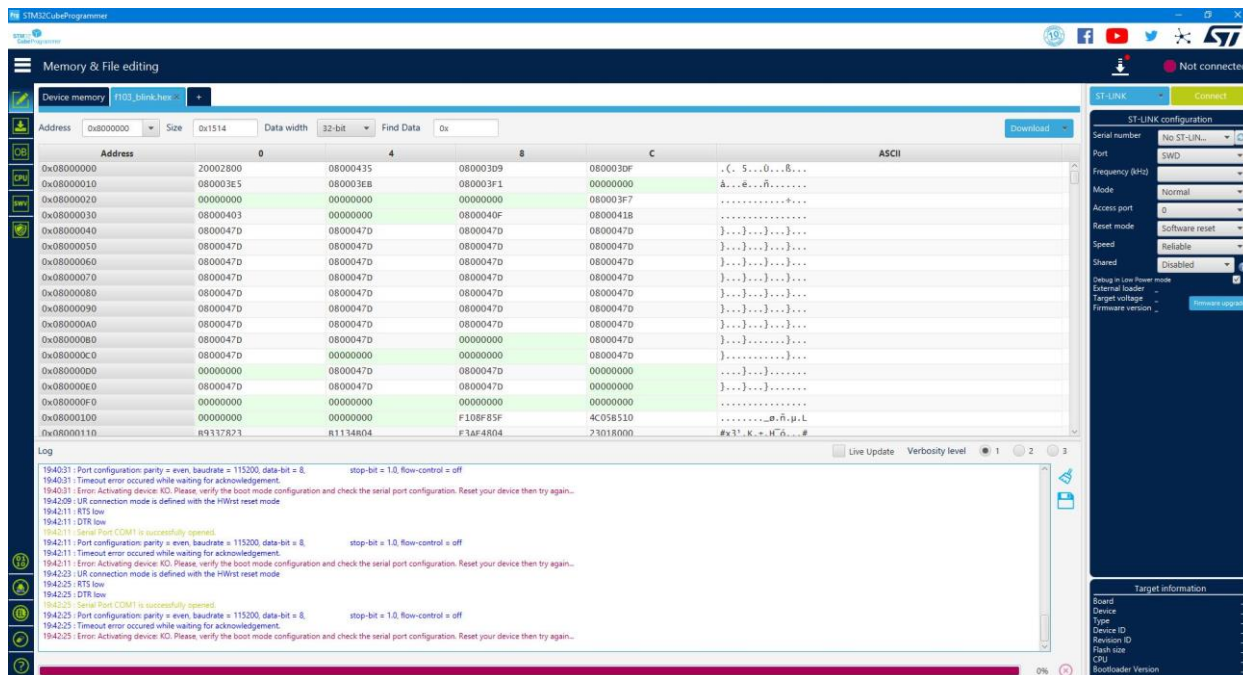 STM32CubeProgrammer
STM32
CubeProgrammer
19
Memory & File editing
Not connected
Device memory f103_blink.hex × +
Address 0x8000000 Size 0x1514 Data width 32-bit Find Data 0x Download
Address 0 4 8 C ASCII
0x08000000 20002800 08000435 080003D9 080003DF .(. 5...Ù...ß...
0x08000010 080003E5 080003EB 080003F1 00000000 å...ë...ñ.......
0x08000020 00000000 00000000 00000000 080003F7 ............÷...
0x08000030 08000403 00000000 0800040F 0800041B ................
0x08000040 0800047D 0800047D 0800047D 0800047D }...}...}...}...
0x08000050 0800047D 0800047D 0800047D 0800047D }...}...}...}...
0x08000060 0800047D 0800047D 0800047D 0800047D }...}...}...}...
0x08000070 0800047D 0800047D 0800047D 0800047D }...}...}...}...
0x08000080 0800047D 0800047D 0800047D 0800047D }...}...}...}...
0x08000090 0800047D 0800047D 0800047D 0800047D }...}...}...}...
0x080000A0 0800047D 0800047D 0800047D 0800047D }...}...}...}...
0x080000B0 0800047D 0800047D 00000000 0800047D }...}.......}...
0x080000C0 0800047D 00000000 00000000 0800047D }...........}...
0x080000D0 00000000 0800047D 0800047D 00000000 ....}...}.......
0x080000E0 0800047D 0800047D 0800047D 00000000 }...}...}.......
0x080000F0 00000000 00000000 00000000 00000000 ................
0x08000100 00000000 00000000 F108F85F 4C05B510 ........_ø.ñ.µ.L
0x08000110 B9337823 B1134B04 F3AF4804 23018000
Log Live Update Verbosity level 1 2 3
19:40:31 : Port configuration: parity = even, baudrate = 115200, data-bit = 8, stop-bit = 1.0, flow-control = off
19:40:31 : Timeout error occured while waiting for acknowledgement.
19:40:31 : Error: Activating device: KO. Please, verify the boot mode configuration and check the serial port configuration. Reset your device then try again...
19:42:09 : UR connection mode is defined with the HWrst reset mode
19:42:11 : RTS low
19:42:11 : DTR low
19:42:11 : Serial Port COM1 is successfully opened.
19:42:11 : Port configuration: parity = even, baudrate = 115200, data-bit = 8, stop-bit = 1.0, flow-control = off
19:42:11 : Timeout error occured while waiting for acknowledgement.
19:42:11 : Error: Activating device: KO. Please, verify the boot mode configuration and check the serial port configuration. Reset your device then try again...
19:42:23 : UR connection mode is defined with the HWrst reset mode
19:42:25 : RTS low
19:42:25 : DTR low
19:42:25 : Serial Port COM1 is successfully opened.
19:42:25 : Port configuration: parity = even, baudrate = 115200, data-bit = 8, stop-bit = 1.0, flow-control = off
19:42:25 : Timeout error occured while waiting for acknowledgement.
19:42:25 : Error: Activating device: KO. Please, verify the boot mode configuration and check the serial port configuration. Reset your device then try again...
0%
OB
CPU
SWV
ST-LINK Connect
ST-LINK configuration
Serial number No ST-LIN...
Port SWD
Frequency (kHz)
Mode Normal
Access port 0
Reset mode Software reset
Speed Reliable
Shared Disabled
Debug in Low Power mode
External loader _
Target voltage _
Firmware version _ Firmware upgrade
Target information
Board
Device
Type
Device ID
Revision ID
Flash size
CPU
Bootloader Version